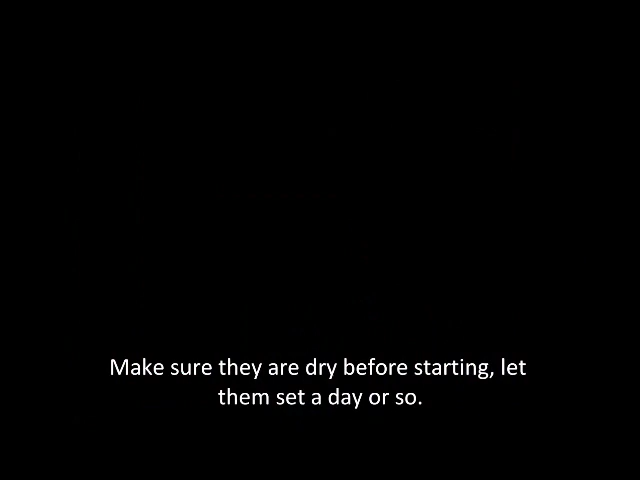 Make sure they are dry before starting, let
them set a day or so.